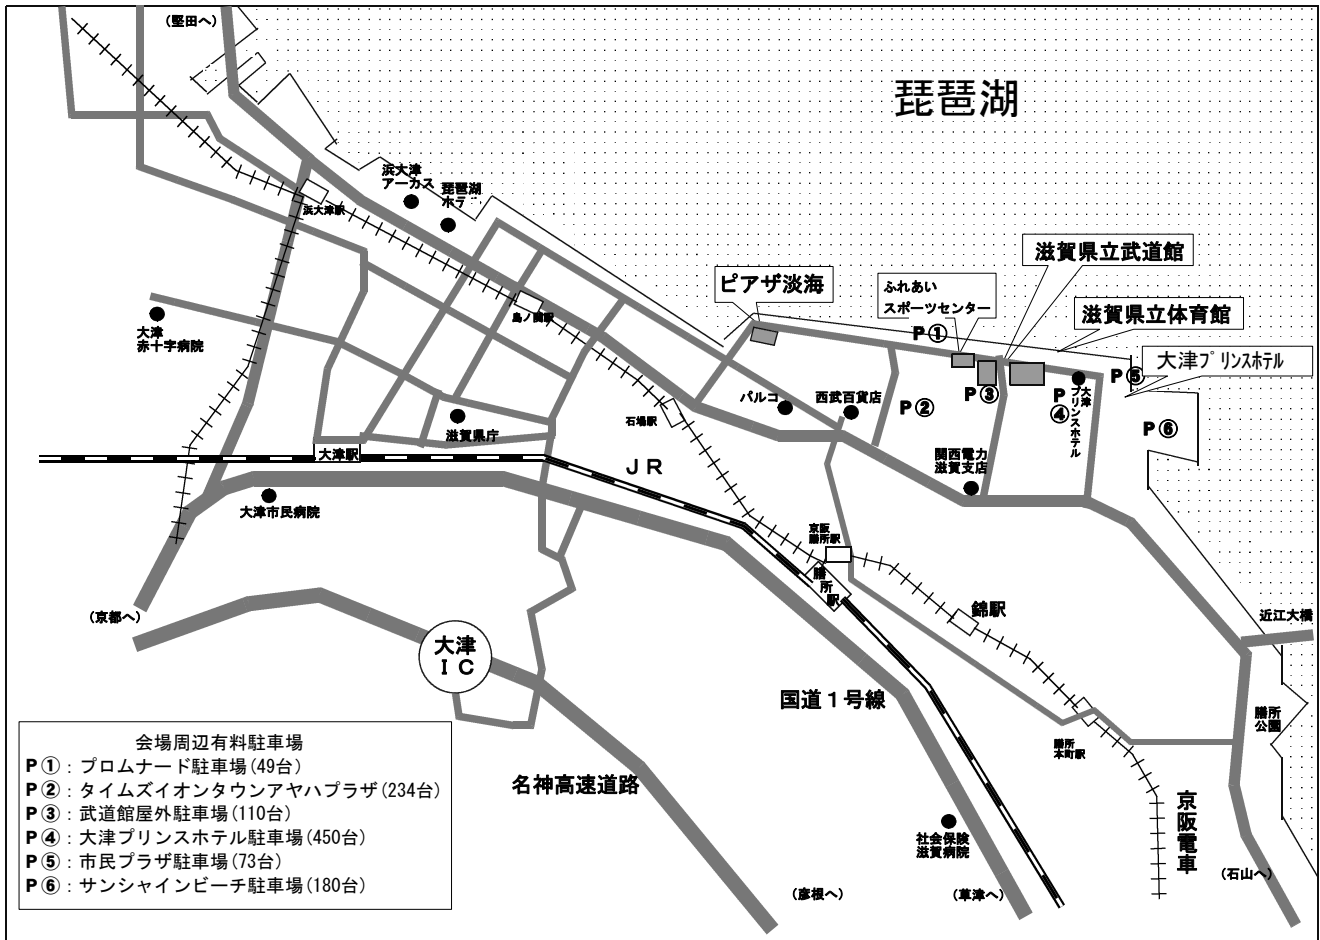 (堅田へ)
琵琶湖
浜大津
アーカス
琵琶湖
ホテ
浜大津駅
島ノ関駅
大津
赤十字病院
ピアザ淡海
ふれあい
スポーツセンター
滋賀県立武道館
滋賀県立体育館
大津プリンスホテル
P①
P②
P③
P④
P⑤
P⑥
大津
プリンスホテル
パルコ
西武百貨店
関西電力
滋賀支店
石場駅
滋賀県庁
大津駅
JR
大津市民病院
京阪
膳所駅
膳所駅
錦駅
近江大橋
(京都へ)
大津
IC
国道1号線
膳所
公園
膳所
本町駅
名神高速道路
京阪電車
社会保険
滋賀病院
(彦根へ)
(草津へ)
(石山へ)
会場周辺有料駐車場
P①：プロムナード駐車場(49台)
P②：タイムズイオンタウンアヤハプラザ(234台)
P③：武道館屋外駐車場(110台)
P④：大津プリンスホテル駐車場(450台)
P⑤：市民プラザ駐車場(73台)
P⑥：サンシャインビーチ駐車場(180台)